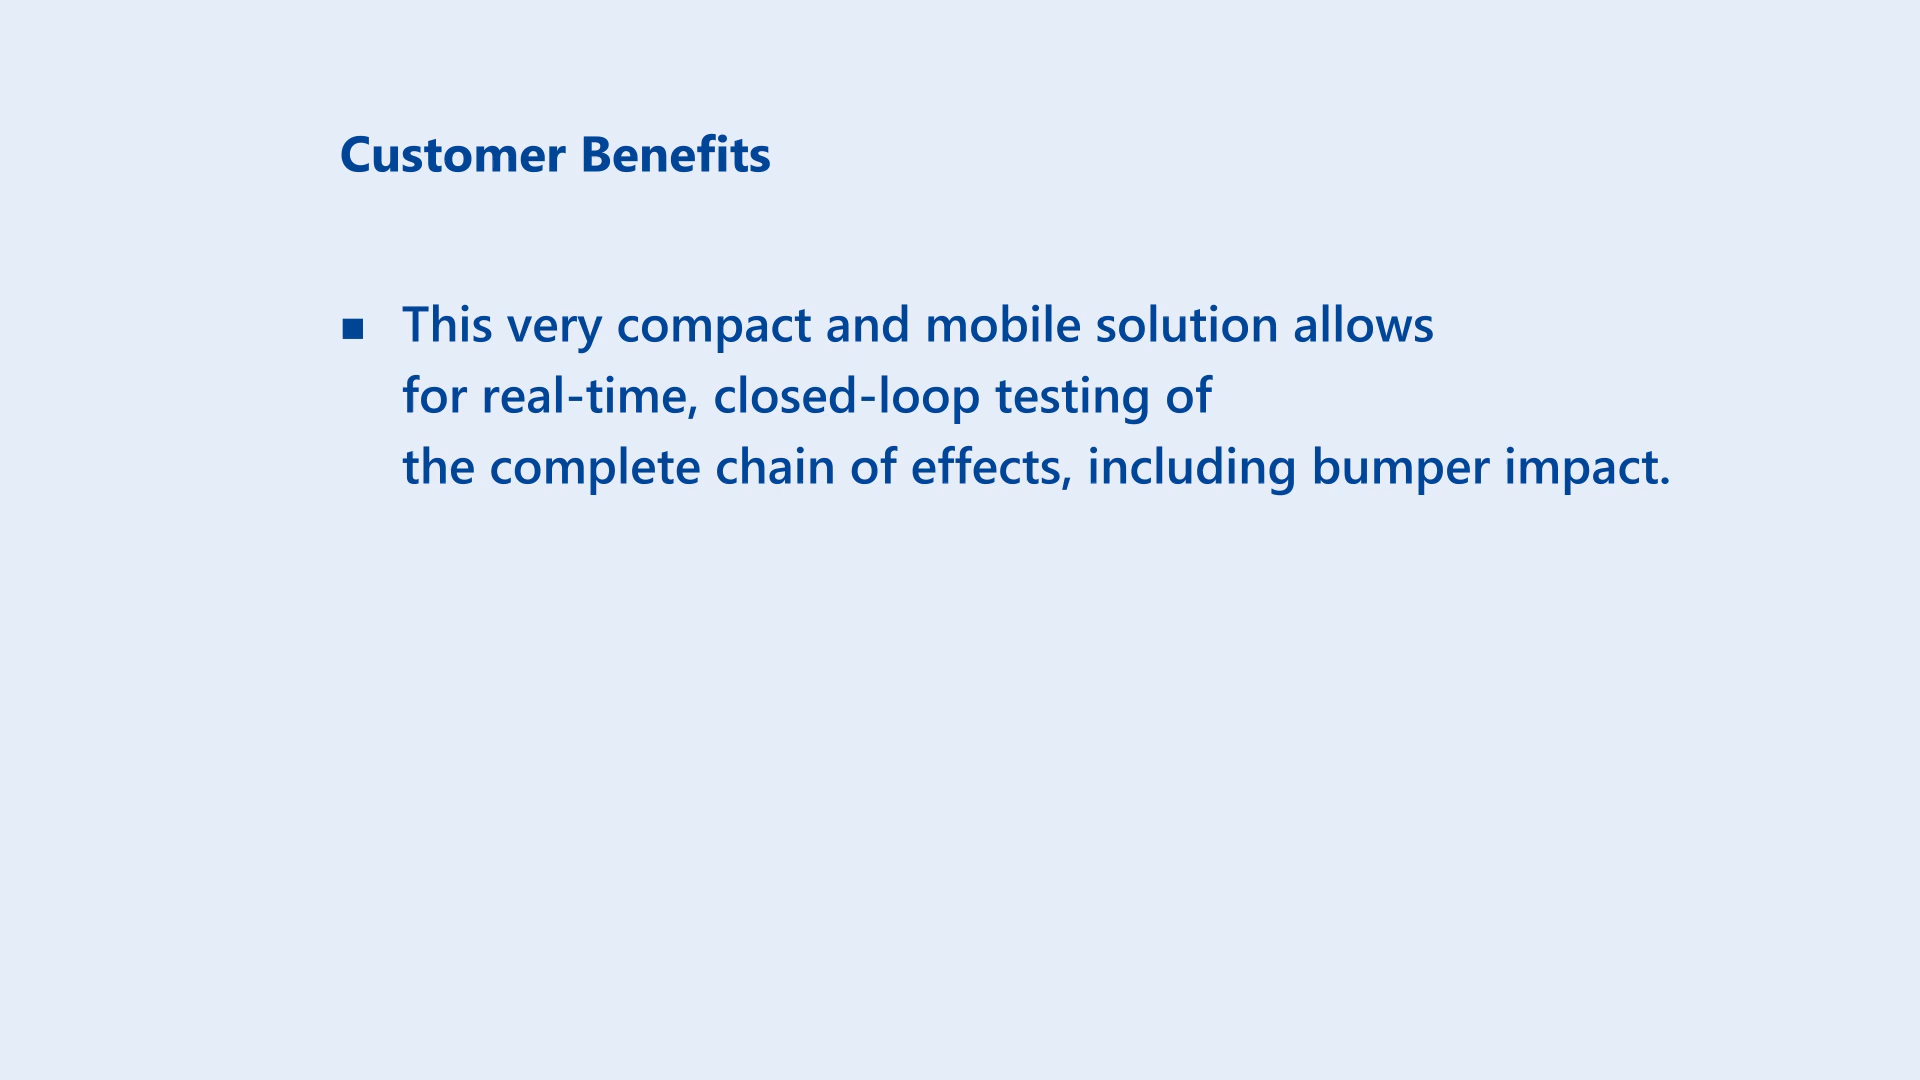 Customer Benefits
■ This very compact and mobile solution allows
for real-time, closed-loop testing of
the complete chain of effects, including bumper impact.